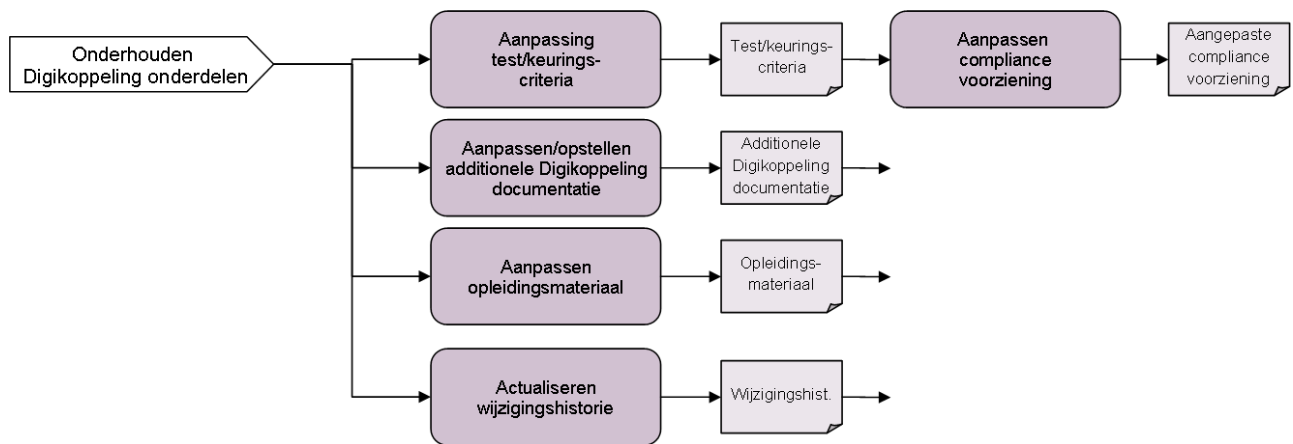 Onderhouden
Digikoppeling onderdelen
Aanpassing
test/keurings-
criteria
Test/keurings-
criteria
Aanpassen
compliance
voorziening
Aangepaste
compliance
voorziening
Aanpassen/opstellen
additionele Digikoppeling
documentatie
Additionele
Digikoppeling
documentatie
Aanpassen
opleidingsmateriaal
Opleidings-
materiaal
Actualiseren
wijzigingshistorie
Wijzigingshist.